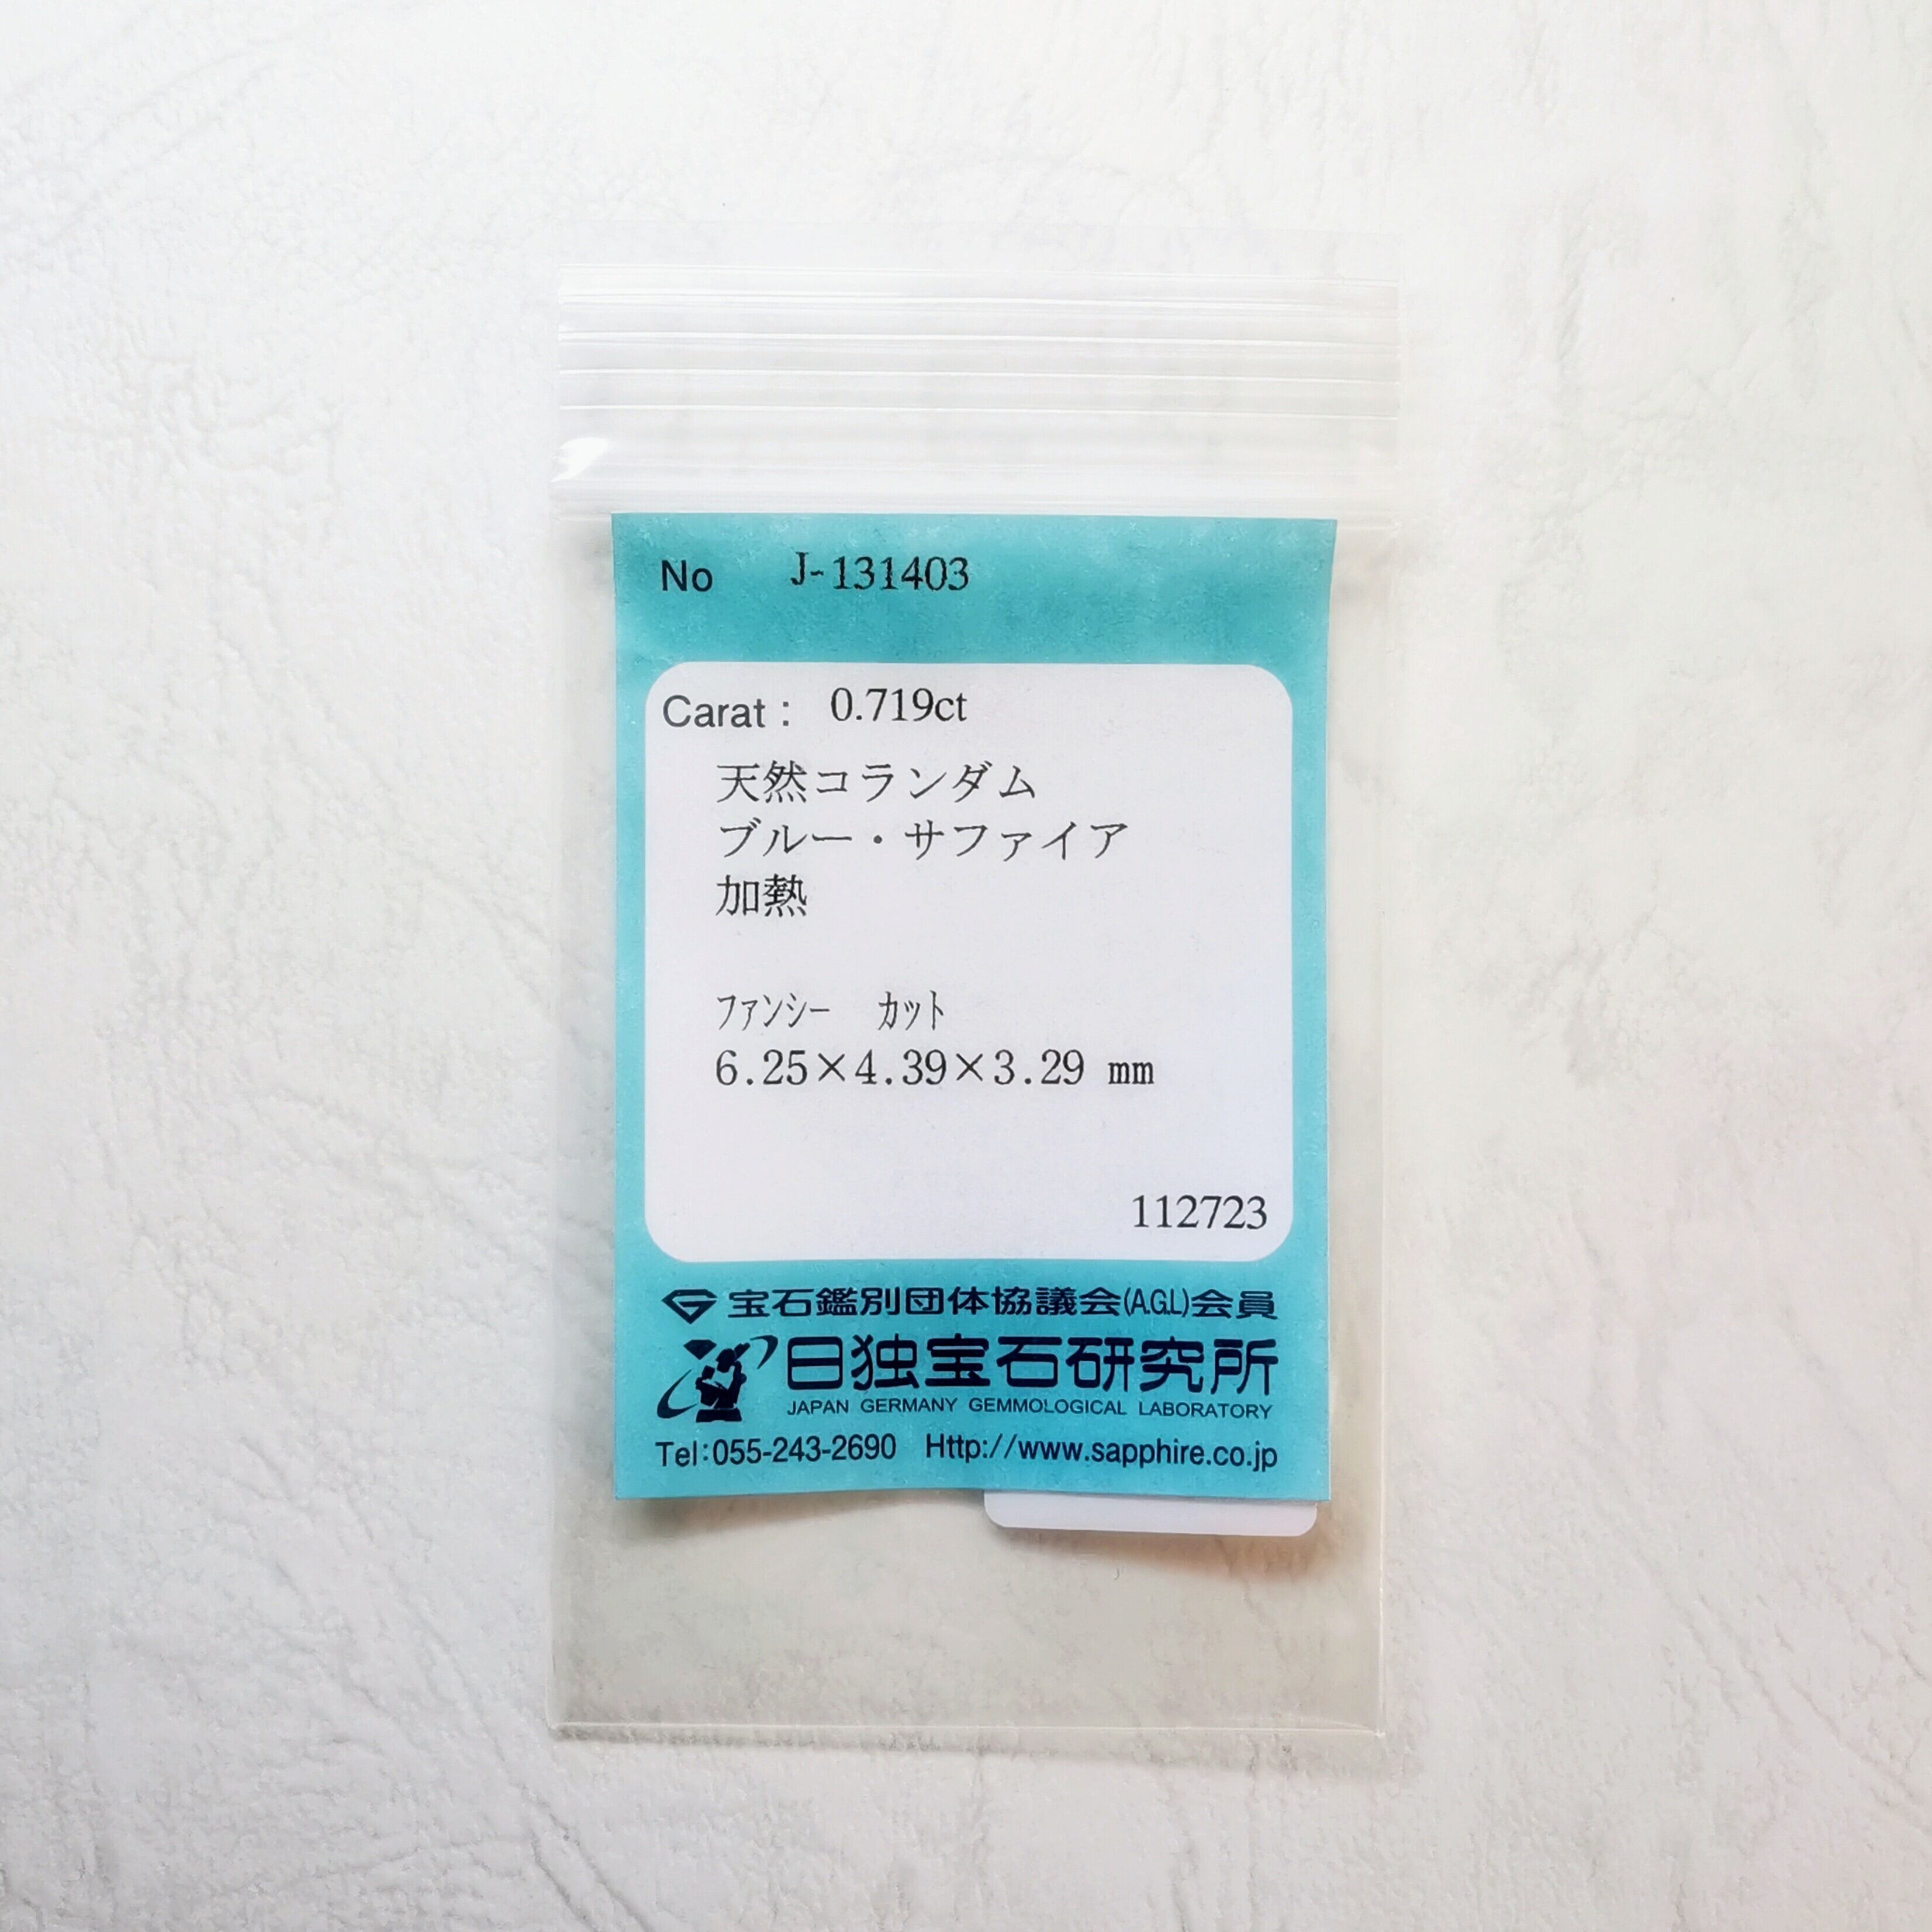 No J-131403
Carat : 0.719ct
天然コランダム
ブルー・サファイア
加熱
ﾌｧﾝｼｰ ｶｯﾄ
6.25×4.39×3.29 mm
112723
宝石鑑別団体協議会(A.G.L)会員
日独宝石研究所
JAPAN GERMANY GEMMOLOGICAL LABORATORY
Tel:055-243-2690 Http://www.sapphire.co.jp